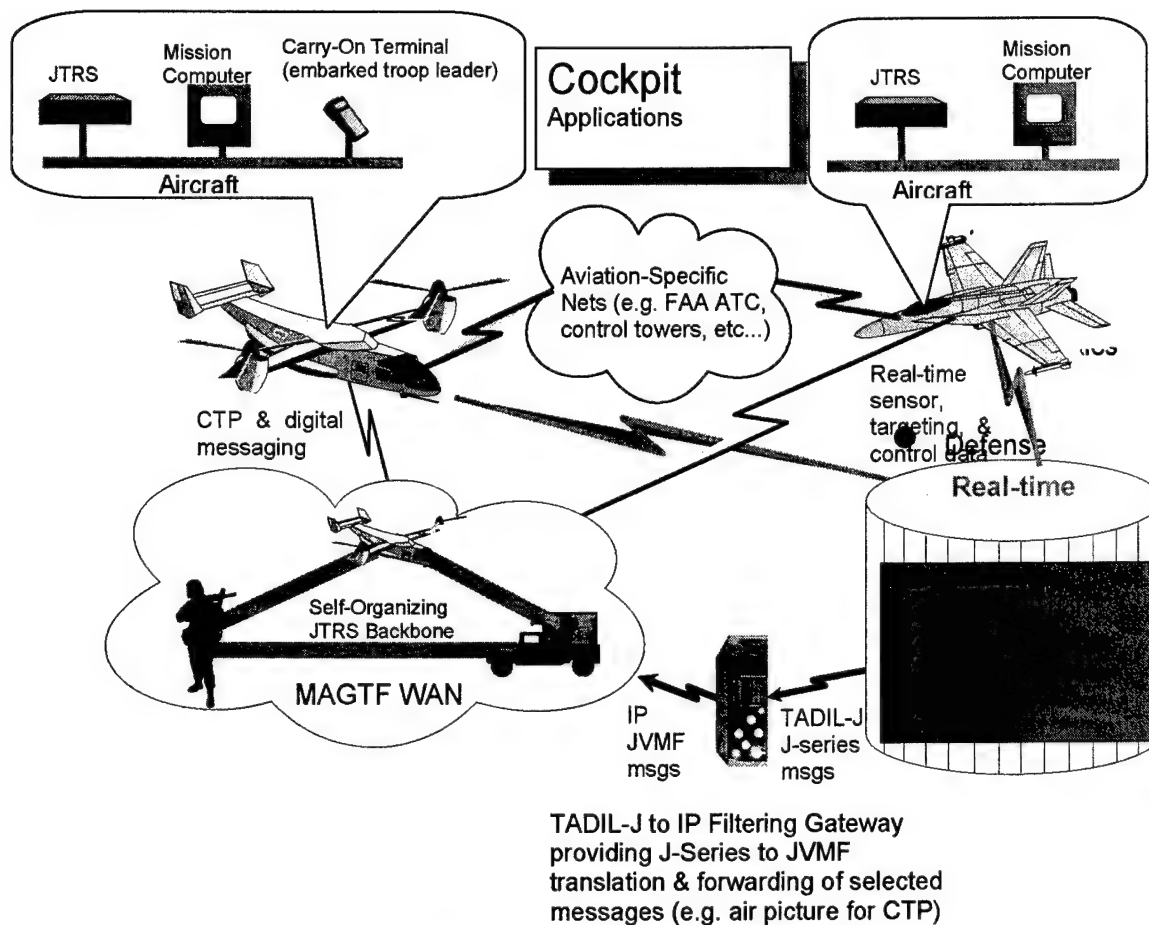 JTRS
Mission
Computer
Carry-On Terminal
(embarked troop leader)
Aircraft
Cockpit
Applications
JTRS
Mission
Computer
Aircraft
Aviation-Specific
Nets (e.g. FAA ATC,
control towers, etc...)
CTP & digital
messaging
Real-time
sensor,
targeting, &
control data
Defense
Real-time
Self-Organizing
JTRS Backbone
MAGTF WAN
IP
JVMF
msgs
TADIL-J
J-series
msgs
TADIL-J to IP Filtering Gateway
providing J-Series to JVMF
translation & forwarding of selected
messages (e.g. air picture for CTP)